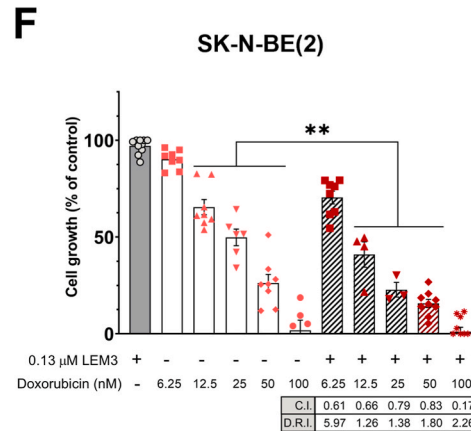 F
SK-N-BE(2)
**
Cell growth (% of control)
100
50
0
0.13 μM LEM3 + - - - - - + + + + +
Doxorubicin (nM) - 6.25 12.5 25 50 100 6.25 12.5 25 50 100
C.I. 0.61 0.66 0.79 0.83 0.17
D.R.I. 5.97 1.26 1.38 1.80 2.26